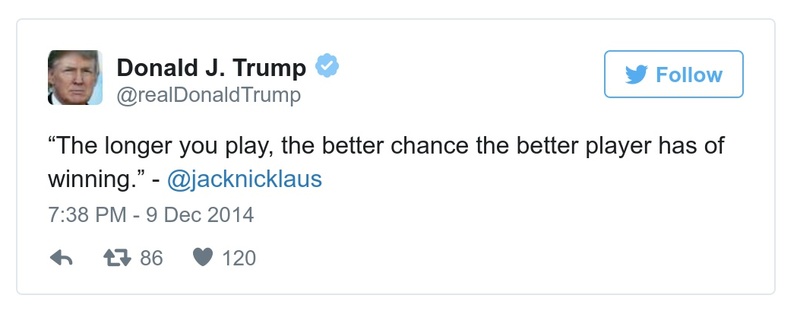 Donald J. Trump
@realDonaldTrump
Follow
“The longer you play, the better chance the better player has of
winning.” - @jacknicklaus
7:38 PM - 9 Dec 2014
86 120